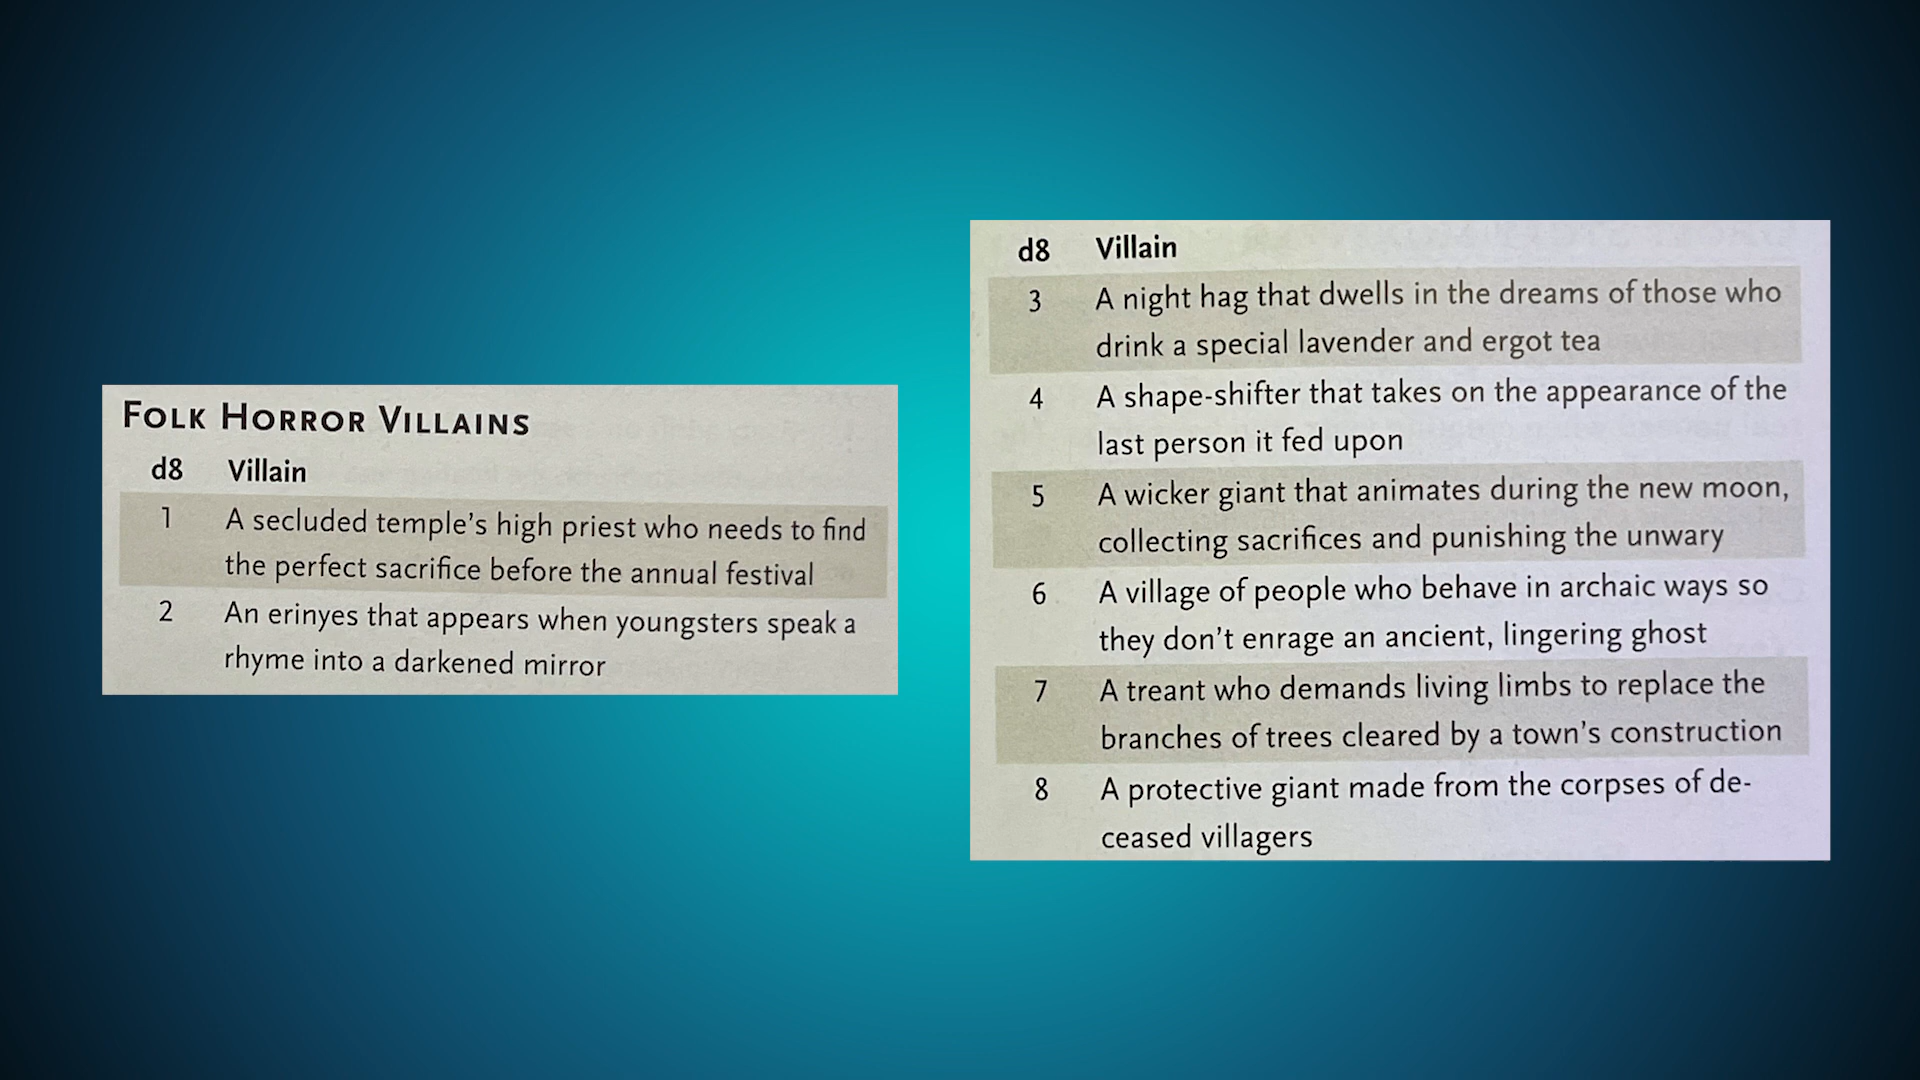 FOLK HORROR VILLAINS
d8 Villain
1 A secluded temple's high priest who needs to find
the perfect sacrifice before the annual festival
2 An erinyes that appears when youngsters speak a
rhyme into a darkened mirror
d8 Villain
3 A night hag that dwells in the dreams of those who
drink a special lavender and ergot tea
4 A shape-shifter that takes on the appearance of the
last person it fed upon
5 A wicker giant that animates during the new moon,
collecting sacrifices and punishing the unwary
6 A village of people who behave in archaic ways so
they don't enrage an ancient, lingering ghost
7 A treant who demands living limbs to replace the
branches of trees cleared by a town's construction
8 A protective giant made from the corpses of de-
ceased villagers